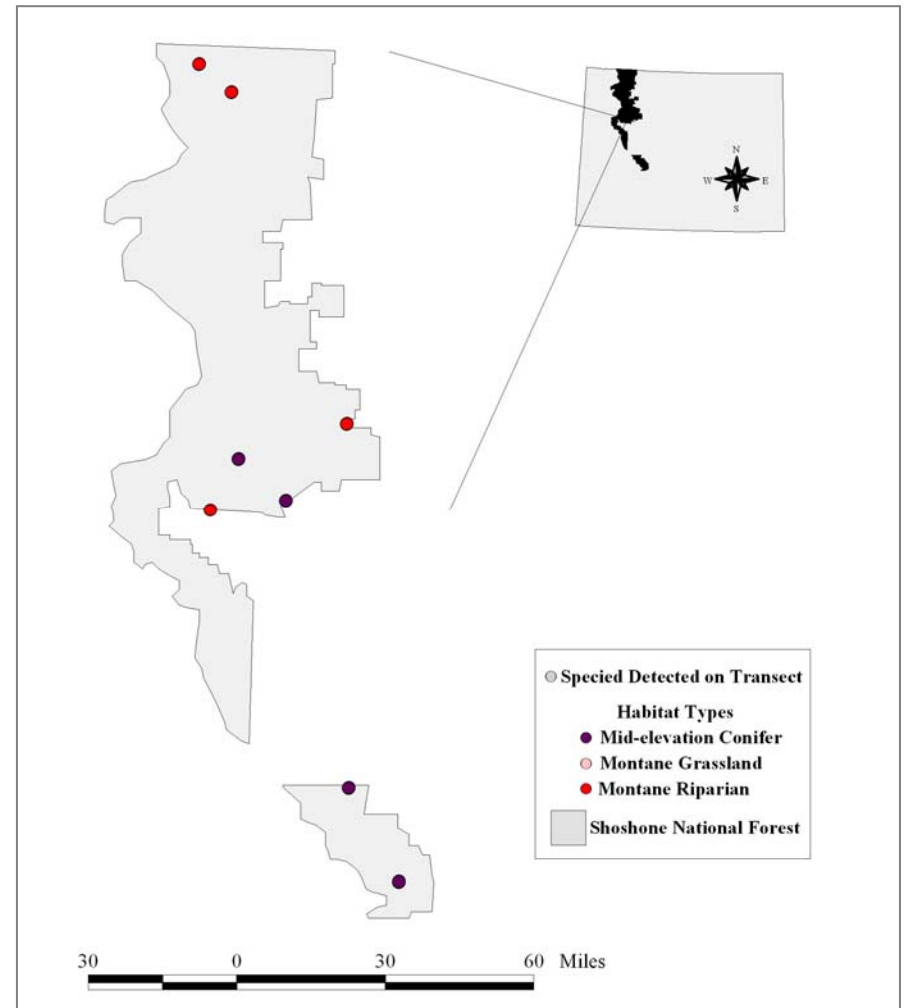 N
W E
S
Specied Detected on Transect
Habitat Types
Mid-elevation Conifer
Montane Grassland
Montane Riparian
Shoshone National Forest
30 0 30 60 Miles